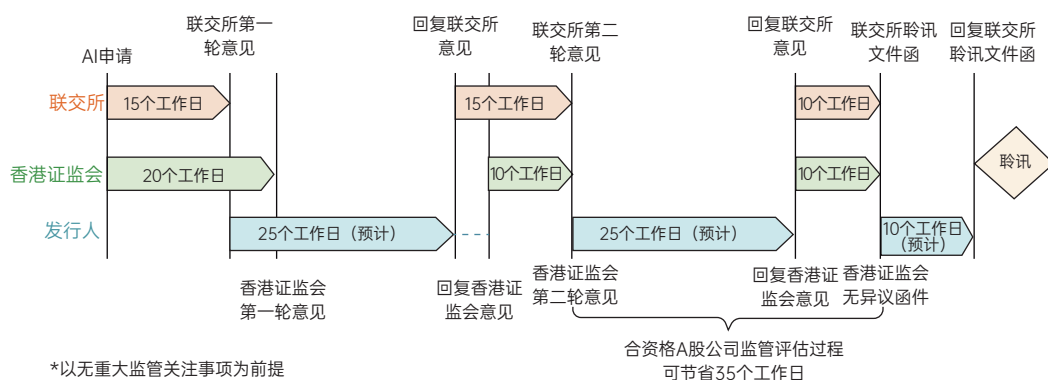 AI申请
联交所第一
轮意见
回复联交所
意见
联交所第二
轮意见
回复联交所
意见
联交所聆讯
文件函
回复联交所
聆讯文件函
联交所
15个工作日
15个工作日
10个工作日
香港证监会
20个工作日
10个工作日
10个工作日
聆讯
发行人
25个工作日（预计）
25个工作日（预计）
10个工作日
（预计）
香港证监会
第一轮意见
回复香港证
监会意见
香港证监会
第二轮意见
回复香港证
监会意见
香港证监会
无异议函件
合资格A股公司监管评估过程
可节省35个工作日
*以无重大监管关注事项为前提